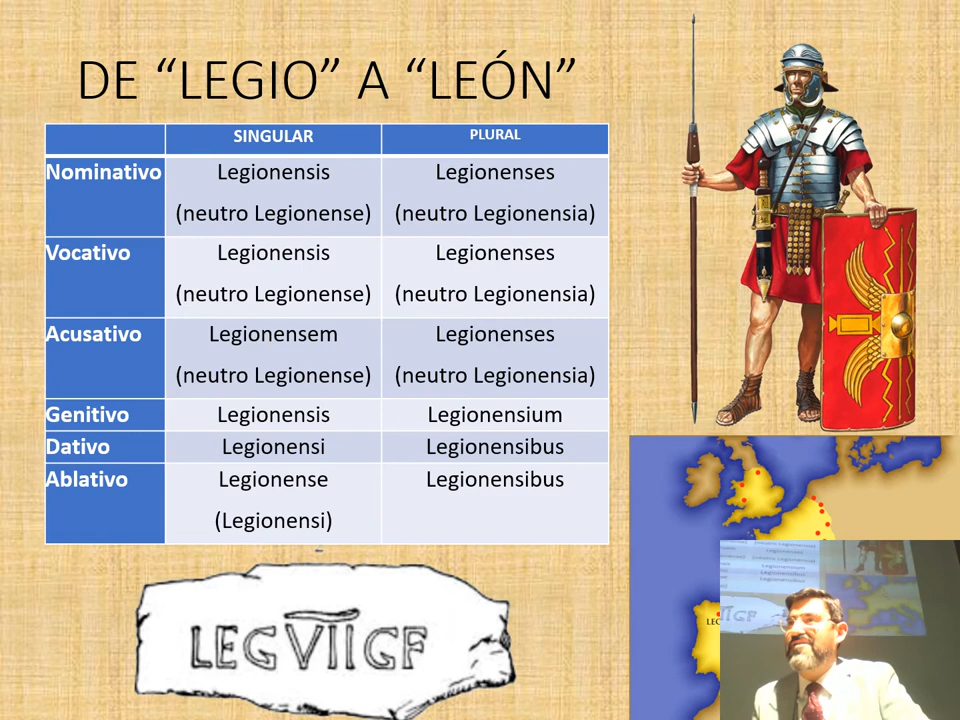 DE “LEGIO” A “LEÓN”
SINGULAR PLURAL
Nominativo Legionensis Legionenses
(neutro Legionense) (neutro Legionensia)
Vocativo Legionensis Legionenses
(neutro Legionense) (neutro Legionensia)
Acusativo Legionensem Legionenses
(neutro Legionense) (neutro Legionensia)
Genitivo Legionensis Legionensium
Dativo Legionensi Legionensibus
Ablativo Legionense Legionensibus
(Legionensi)
LEGVIIGF